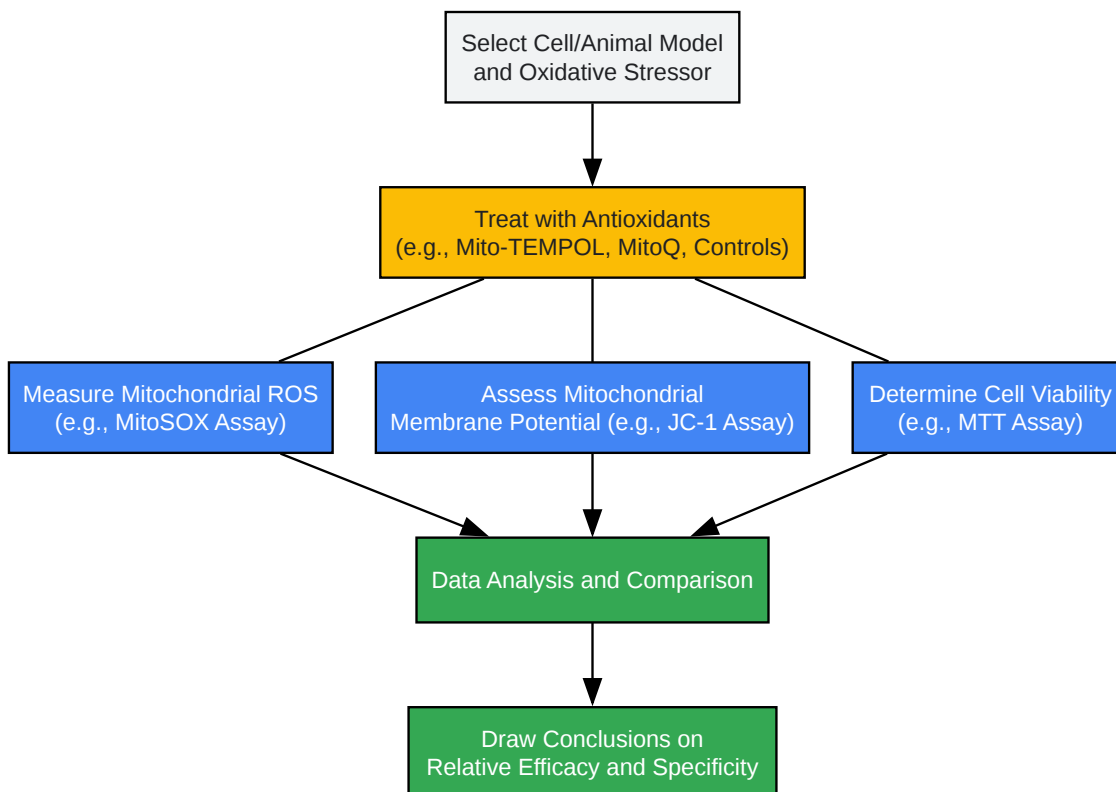 Select Cell/Animal Model
and Oxidative Stressor
Treat with Antioxidants
(e.g., Mito-TEMPOL, MitoQ, Controls)
Measure Mitochondrial ROS
(e.g., MitoSOX Assay)
Assess Mitochondrial
Membrane Potential (e.g., JC-1 Assay)
Determine Cell Viability
(e.g., MTT Assay)
Data Analysis and Comparison
Draw Conclusions on
Relative Efficacy and Specificity